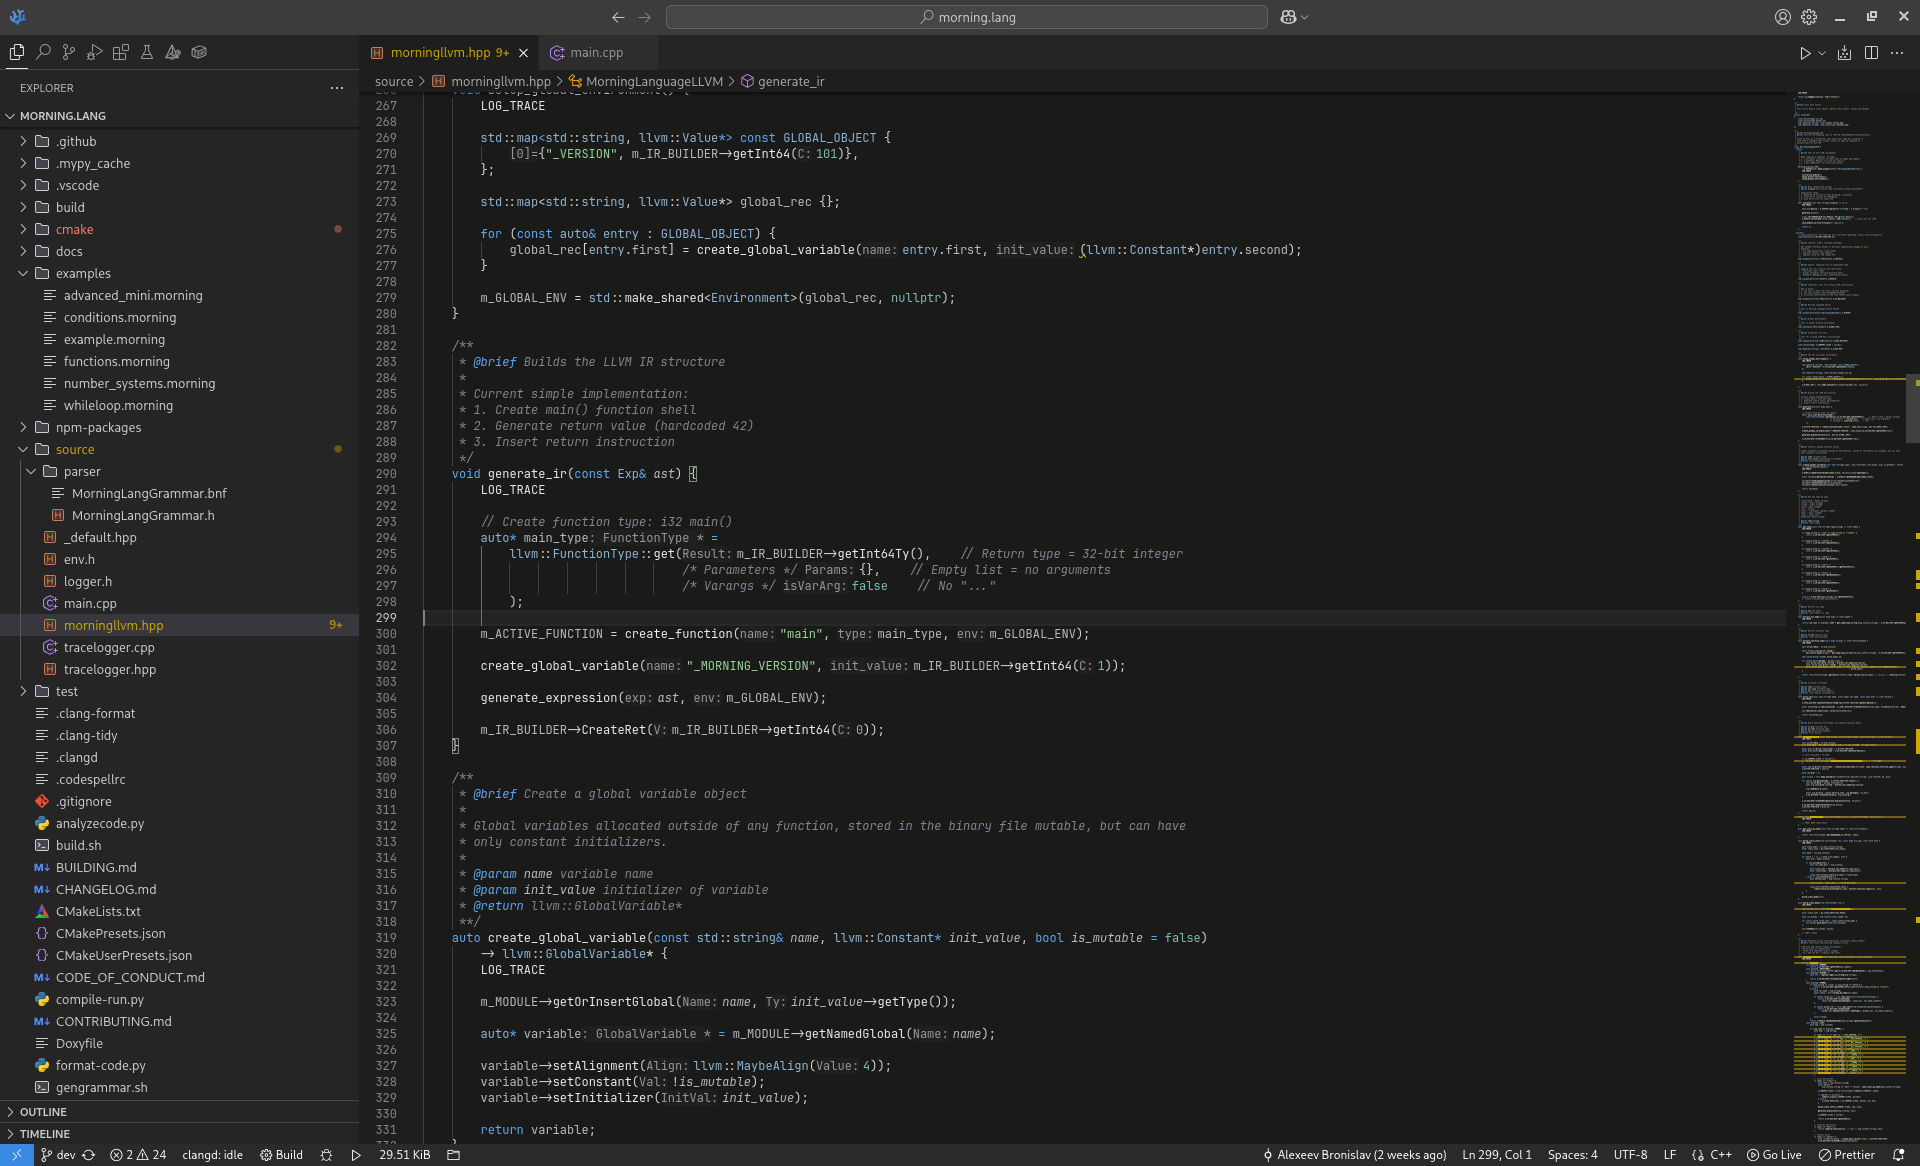 morning.lang
EXPLORER
MORNING.LANG
.github
.mypy_cache
.vscode
build
cmake
docs
examples
advanced_mini.morning
conditions.morning
example.morning
functions.morning
number_systems.morning
whileloop.morning
npm-packages
source
parser
MorningLangGrammar.bnf
MorningLangGrammar.h
_default.hpp
env.h
logger.h
main.cpp
morningllvm.hpp 9+
tracelogger.cpp
tracelogger.hpp
test
.clang-format
.clang-tidy
.clangd
.codespellrc
.gitignore
analyzecode.py
build.sh
BUILDING.md
CHANGELOG.md
CMakeLists.txt
CMakePresets.json
CMakeUserPresets.json
CODE_OF_CONDUCT.md
compile-run.py
CONTRIBUTING.md
Doxyfile
format-code.py
gengrammar.sh
OUTLINE
TIMELINE
morningllvm.hpp 9+ main.cpp
source > morningllvm.hpp > MorningLanguageLLVM > generate_ir
267 LOG_TRACE
268
269 std::map<std::string, llvm::Value*> const GLOBAL_OBJECT {
270 [0]={"_VERSION", m_IR_BUILDER->getInt64(C: 101)},
271 };
272
273 std::map<std::string, llvm::Value*> global_rec {};
274
275 for (const auto& entry : GLOBAL_OBJECT) {
276 global_rec[entry.first] = create_global_variable(name: entry.first, init_value: (llvm::Constant*)entry.second);
277 }
278
279 m_GLOBAL_ENV = std::make_shared<Environment>(global_rec, nullptr);
280 }
281
282 /**
283 * @brief Builds the LLVM IR structure
284 *
285 * Current simple implementation:
286 * 1. Create main() function shell
287 * 2. Generate return value (hardcoded 42)
288 * 3. Insert return instruction
289 */
290 void generate_ir(const Exp& ast) {
291 LOG_TRACE
292
293 // Create function type: i32 main()
294 auto* main_type: FunctionType * =
295 llvm::FunctionType::get(Result: m_IR_BUILDER->getInt64Ty(), // Return type = 32-bit integer
296 /* Parameters */ Params: {}, // Empty list = no arguments
297 /* Varargs */ isVarArg: false // No "..."
298 );
299
300 m_ACTIVE_FUNCTION = create_function(name: "main", type: main_type, env: m_GLOBAL_ENV);
301
302 create_global_variable(name: "_MORNING_VERSION", init_value: m_IR_BUILDER->getInt64(C: 1));
303
304 generate_expression(exp: ast, env: m_GLOBAL_ENV);
305
306 m_IR_BUILDER->CreateRet(V: m_IR_BUILDER->getInt64(C: 0));
307 }
308
309 /**
310 * @brief Create a global variable object
311 *
312 * Global variables allocated outside of any function, stored in the binary file mutable, but can have
313 * only constant initializers.
314 *
315 * @param name variable name
316 * @param init_value initializer of variable
317 * @return llvm::GlobalVariable*
318 **/
319 auto create_global_variable(const std::string& name, llvm::Constant* init_value, bool is_mutable = false)
320 -> llvm::GlobalVariable* {
321 LOG_TRACE
322
323 m_MODULE->getOrInsertGlobal(Name: name, Ty: init_value->getType());
324
325 auto* variable: GlobalVariable * = m_MODULE->getNamedGlobal(Name: name);
326
327 variable->setAlignment(Align: llvm::MaybeAlign(Value: 4));
328 variable->setConstant(Val: !is_mutable);
329 variable->setInitializer(InitVal: init_value);
330
331 return variable;
dev 2 24 clangd: idle Build 29.51 KiB Alexeev Bronislav (2 weeks ago) Ln 299, Col 1 Spaces: 4 UTF-8 LF C++ Go Live Prettier